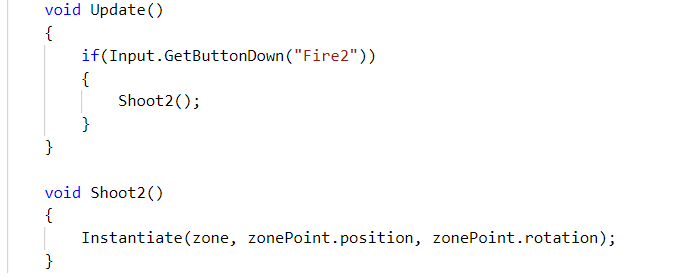 void Update()
{
if(Input.GetButtonDown("Fire2"))
{
Shoot2();
}
}
void Shoot2()
{
Instantiate(zone, zonePoint.position, zonePoint.rotation);
}